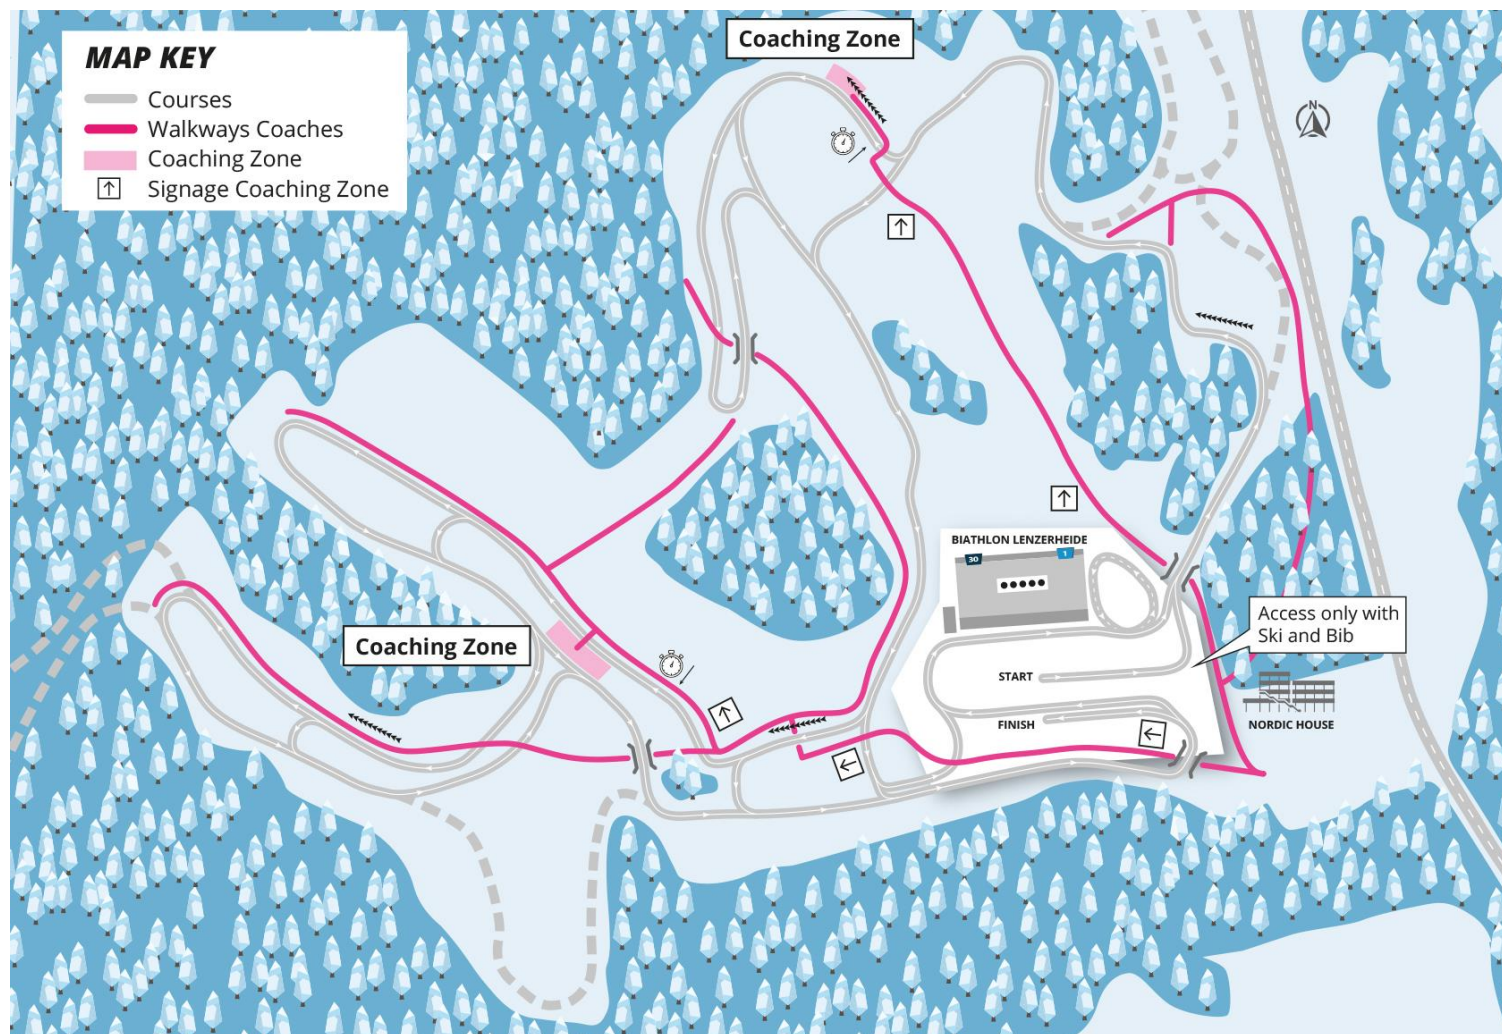 Coaching Zone
MAP KEY
Courses
Walkways Coaches
Coaching Zone
Signage Coaching Zone
N
BIATHLON LENZERHEIDE
30
1
Access only with
Ski and Bib
Coaching Zone
START
FINISH
NORDIC HOUSE